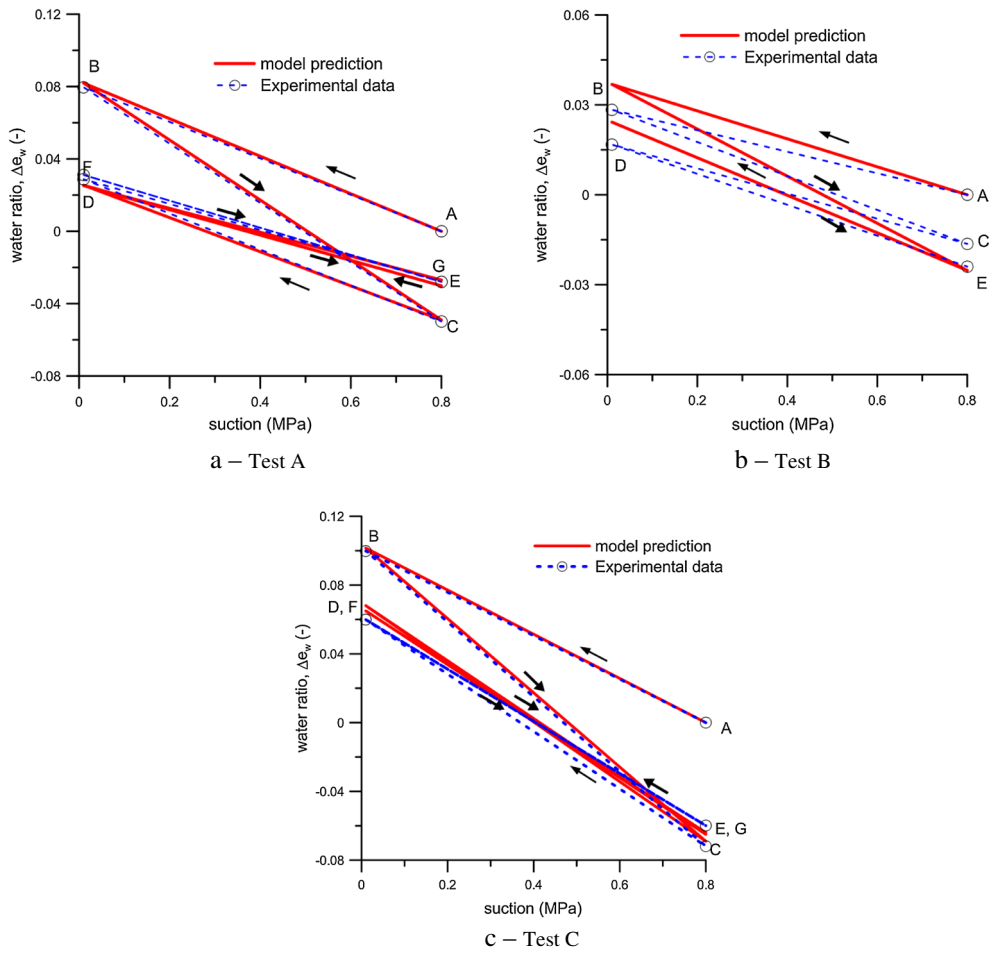 0.12
0.08
0.04
0
-0.04
-0.08
water ratio, Δe_w (-)
B
F
D
A
G
E
C
model prediction
Experimental data
0 0.2 0.4 0.6 0.8
suction (MPa)
a – Test A
0.06
0.03
0
-0.03
-0.06
water ratio, Δe_w (-)
B
D
A
C
E
model prediction
Experimental data
0 0.2 0.4 0.6 0.8
suction (MPa)
b – Test B
0.12
0.08
0.04
0
-0.04
-0.08
water ratio, Δe_w (-)
B
D, F
A
E, G
C
model prediction
Experimental data
0 0.2 0.4 0.6 0.8
suction (MPa)
c – Test C